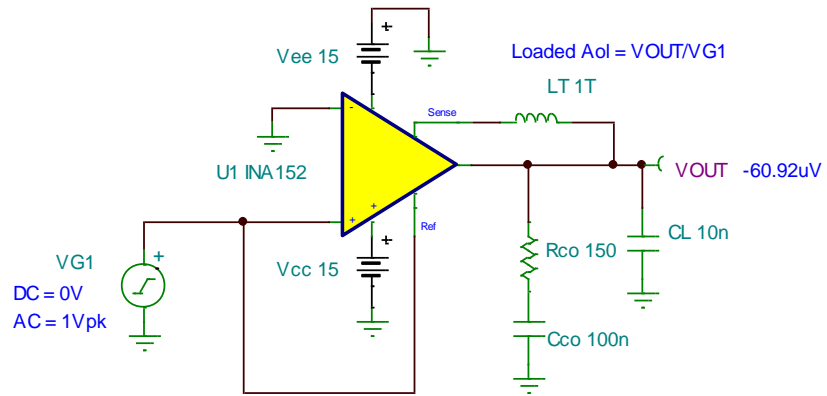 Vee 15
+
Loaded Aol = VOUT/VG1
LT 1T
Sense
-
U1 INA152
VOUT -60.92uV
+
+
Ref
+
Vcc 15
Rco 150
CL 10n
VG1
+
DC = 0V
AC = 1Vpk
Cco 100n